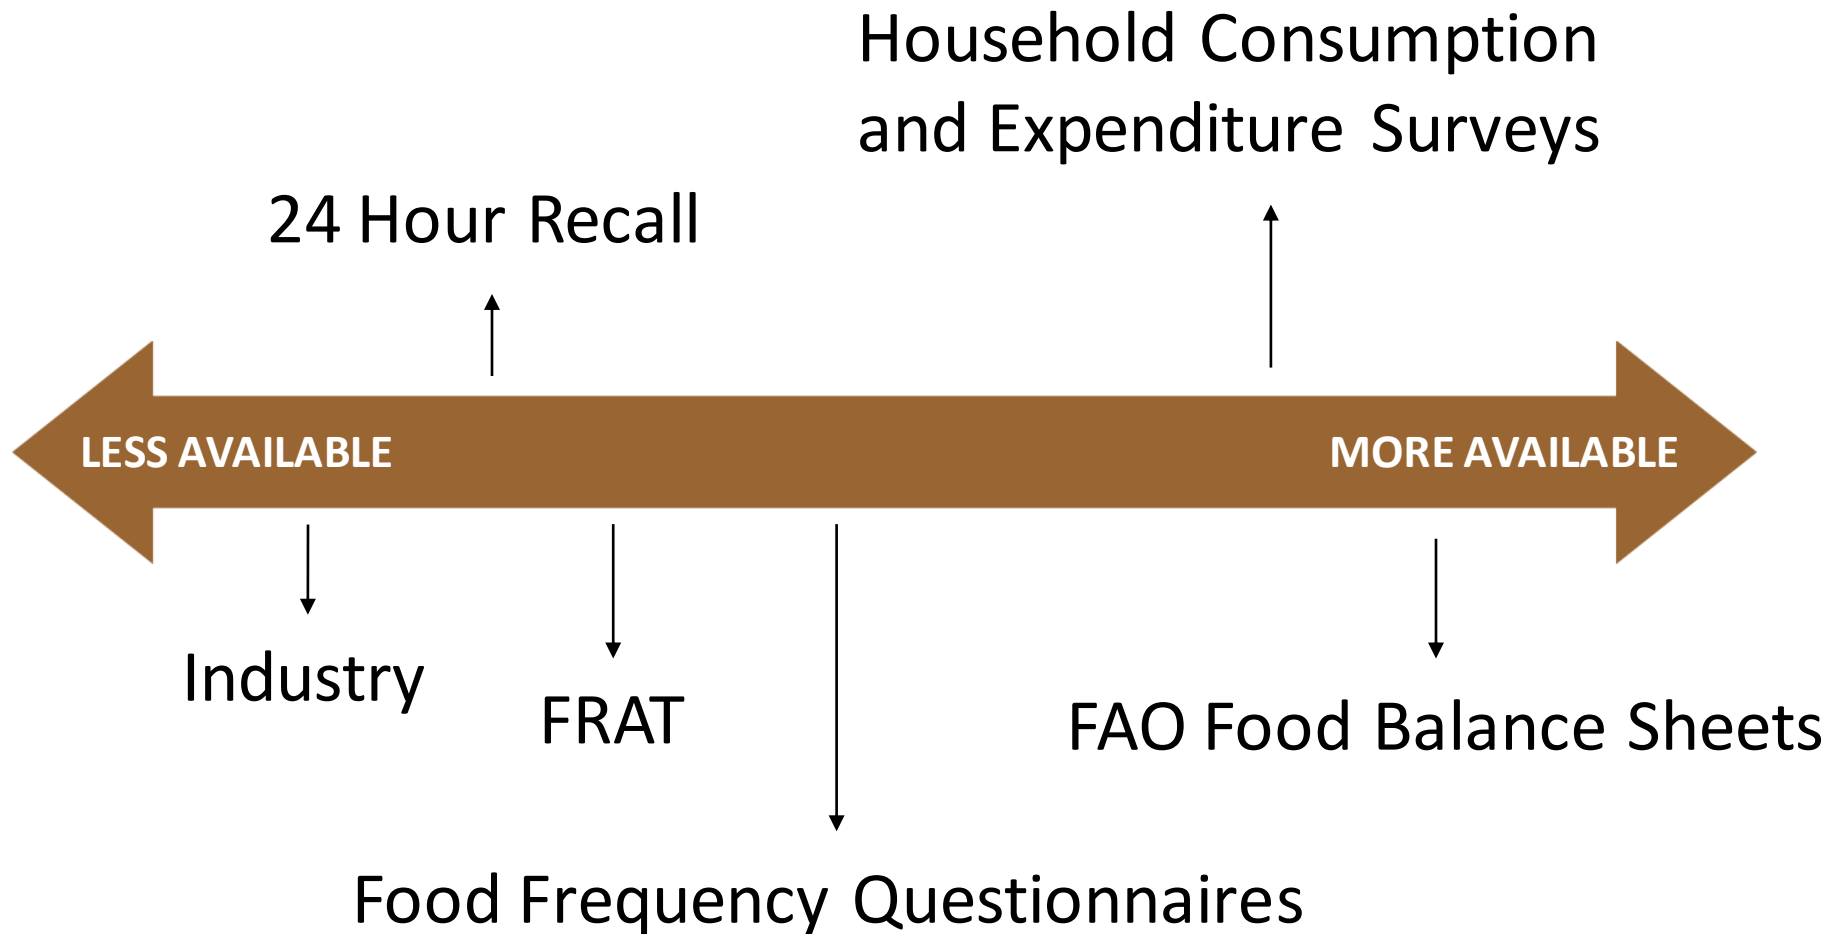 Household Consumption
and Expenditure Surveys
24 Hour Recall
LESS AVAILABLE
MORE AVAILABLE
Industry
FRAT
FAO Food Balance Sheets
Food Frequency Questionnaires